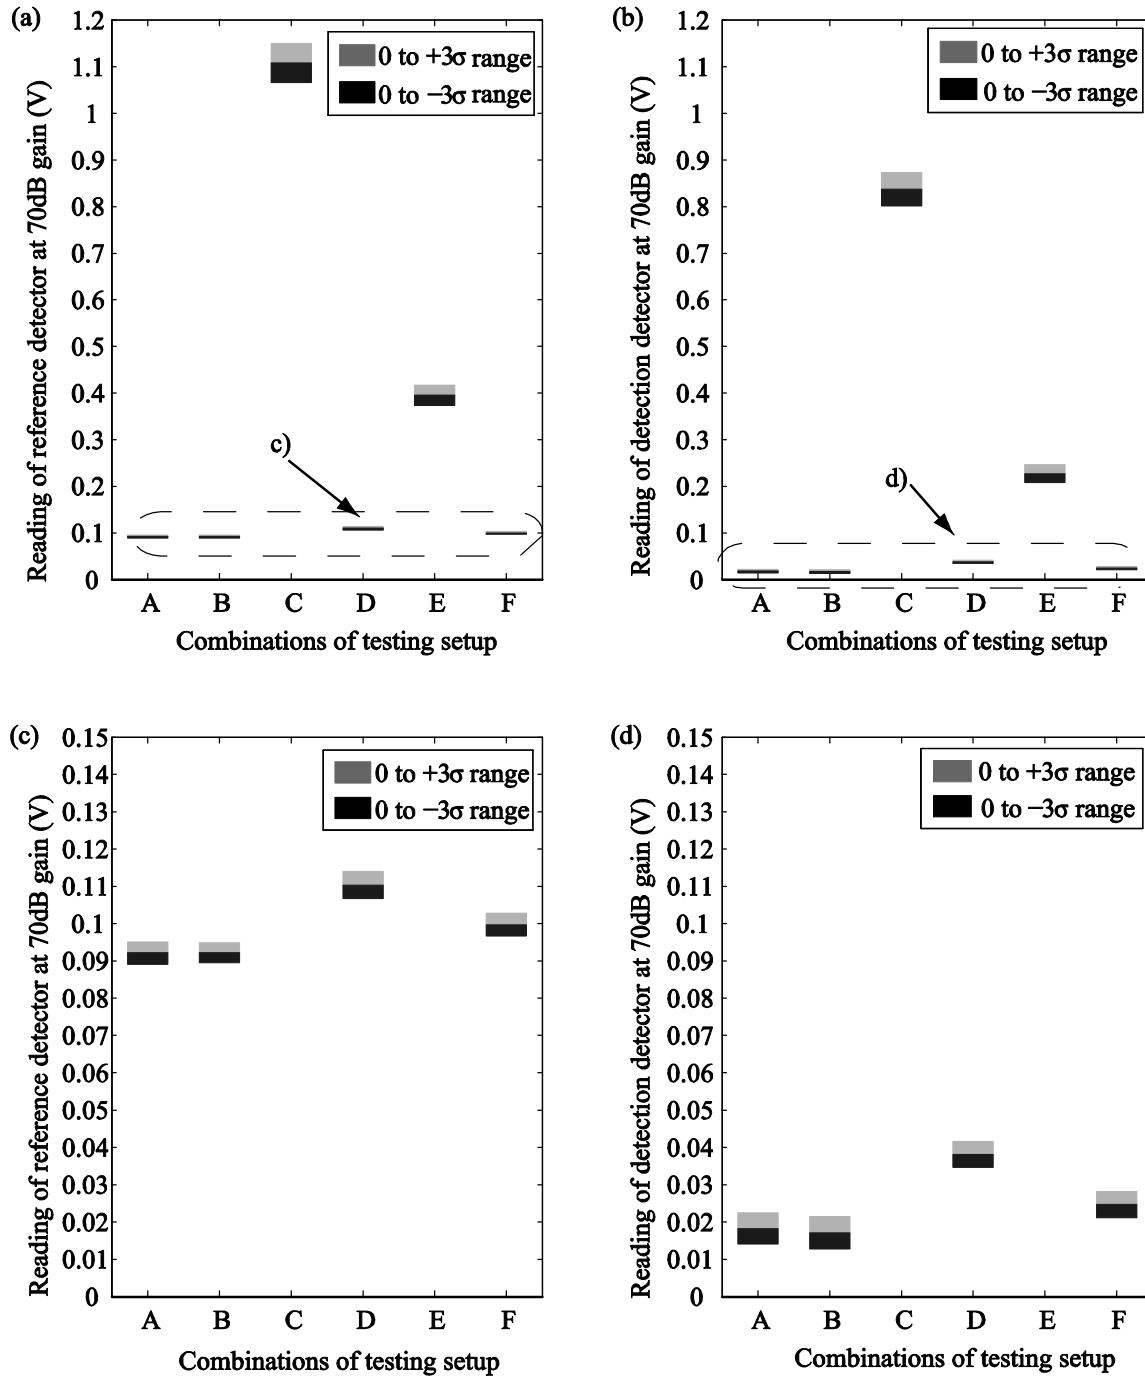 (a)
1.2
1.1
1
0.9
0.8
0.7
0.6
0.5
0.4
0.3
0.2
0.1
0
Reading of reference detector at 70dB gain (V)
0 to +3σ range
0 to −3σ range
c)
A B C D E F
Combinations of testing setup
(b)
1.2
1.1
1
0.9
0.8
0.7
0.6
0.5
0.4
0.3
0.2
0.1
0
Reading of detection detector at 70dB gain (V)
0 to +3σ range
0 to −3σ range
d)
A B C D E F
Combinations of testing setup
(c)
0.15
0.14
0.13
0.12
0.11
0.1
0.09
0.08
0.07
0.06
0.05
0.04
0.03
0.02
0.01
0
Reading of reference detector at 70dB gain (V)
0 to +3σ range
0 to −3σ range
A B C D E F
Combinations of testing setup
(d)
0.15
0.14
0.13
0.12
0.11
0.1
0.09
0.08
0.07
0.06
0.05
0.04
0.03
0.02
0.01
0
Reading of detection detector at 70dB gain (V)
0 to +3σ range
0 to −3σ range
A B C D E F
Combinations of testing setup